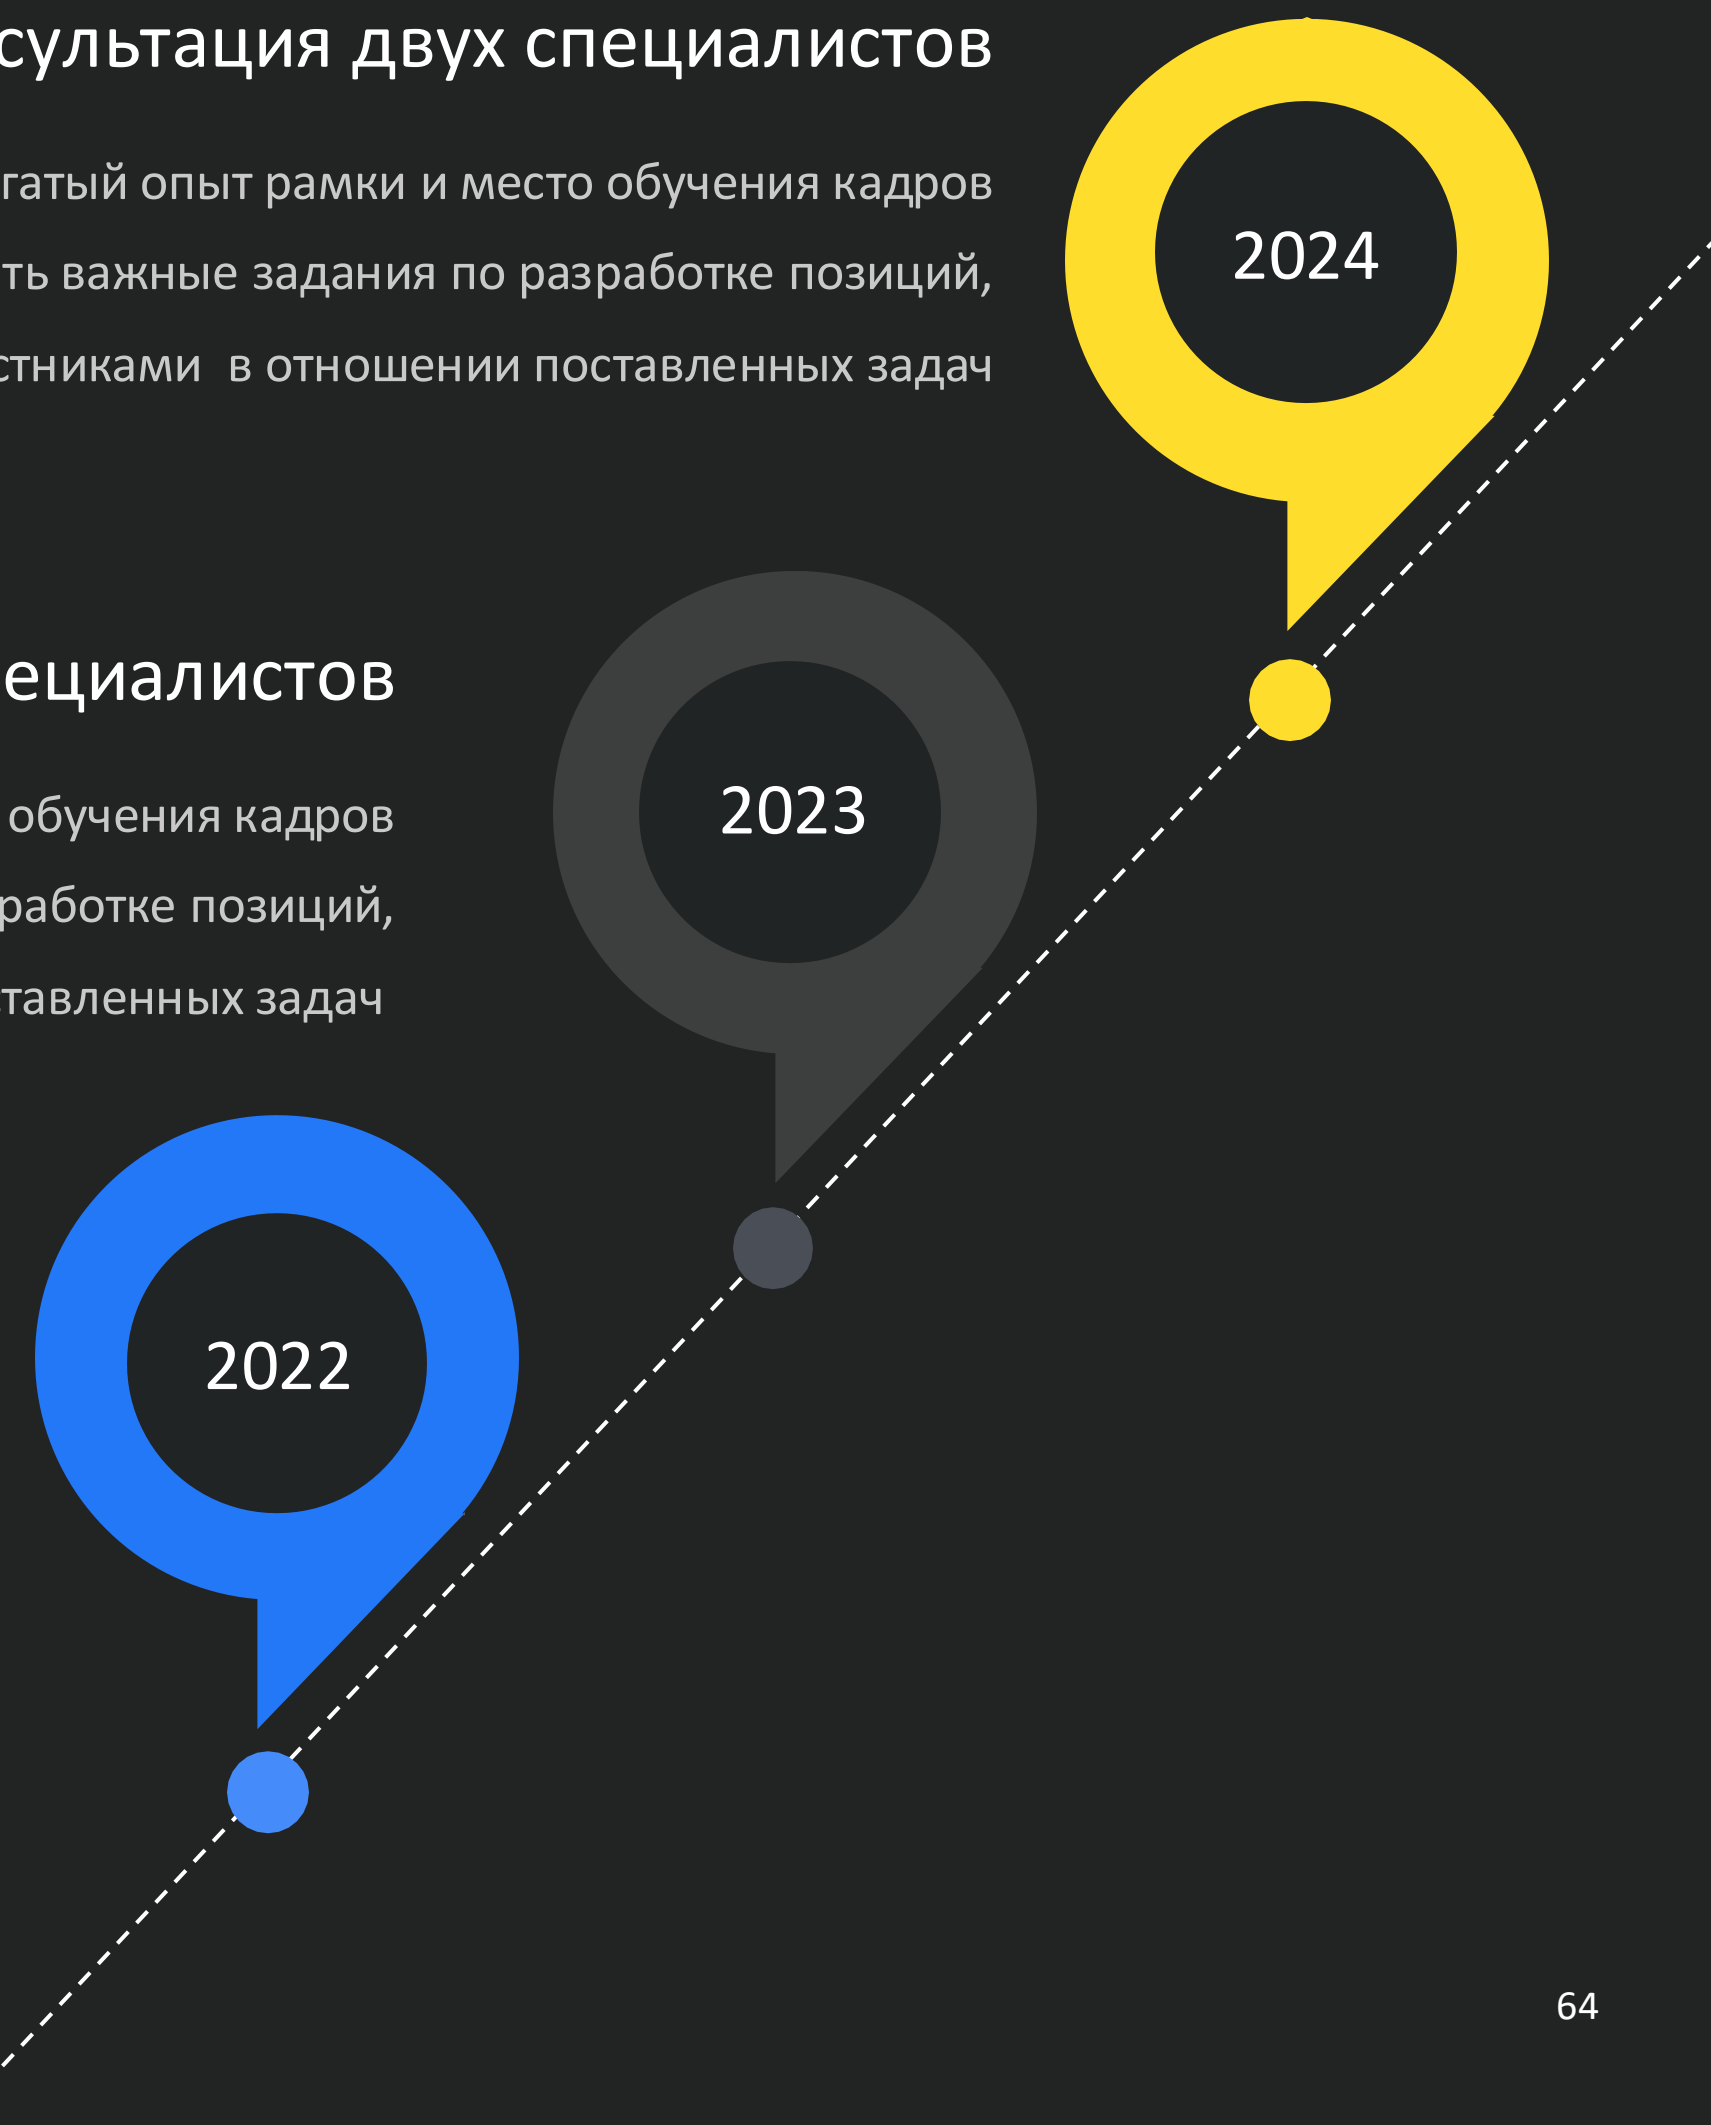 сультация двух специалистов
гатый опыт рамки и место обучения кадров
ть важные задания по разработке позиций,
стниками в отношении поставленных задач
2024
ециалистов
обучения кадров
работке позиций,
тавленных задач
2023
2022
64